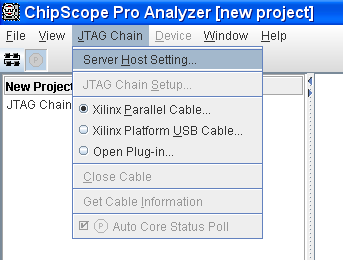 ChipScope Pro Analyzer [new project]
File View JTAG Chain Device Window Help
Server Host Setting...
New Project
JTAG Chain
JTAG Chain Setup...
Xilinx Parallel Cable...
Xilinx Platform USB Cable...
Open Plug-in...
Close Cable
Get Cable Information
P Auto Core Status Poll